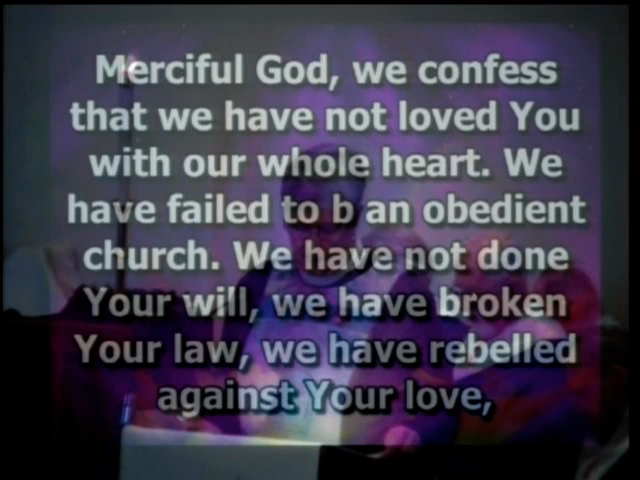 Merciful God, we confess
that we have not loved You
with our whole heart. We
have failed to b an obedient
church. We have not done
Your will, we have broken
Your law, we have rebelled
against Your love,